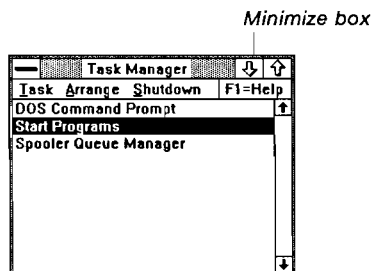 Minimize box
Task Manager
Task Arrange Shutdown F1=Help
DOS Command Prompt
Start Programs
Spooler Queue Manager